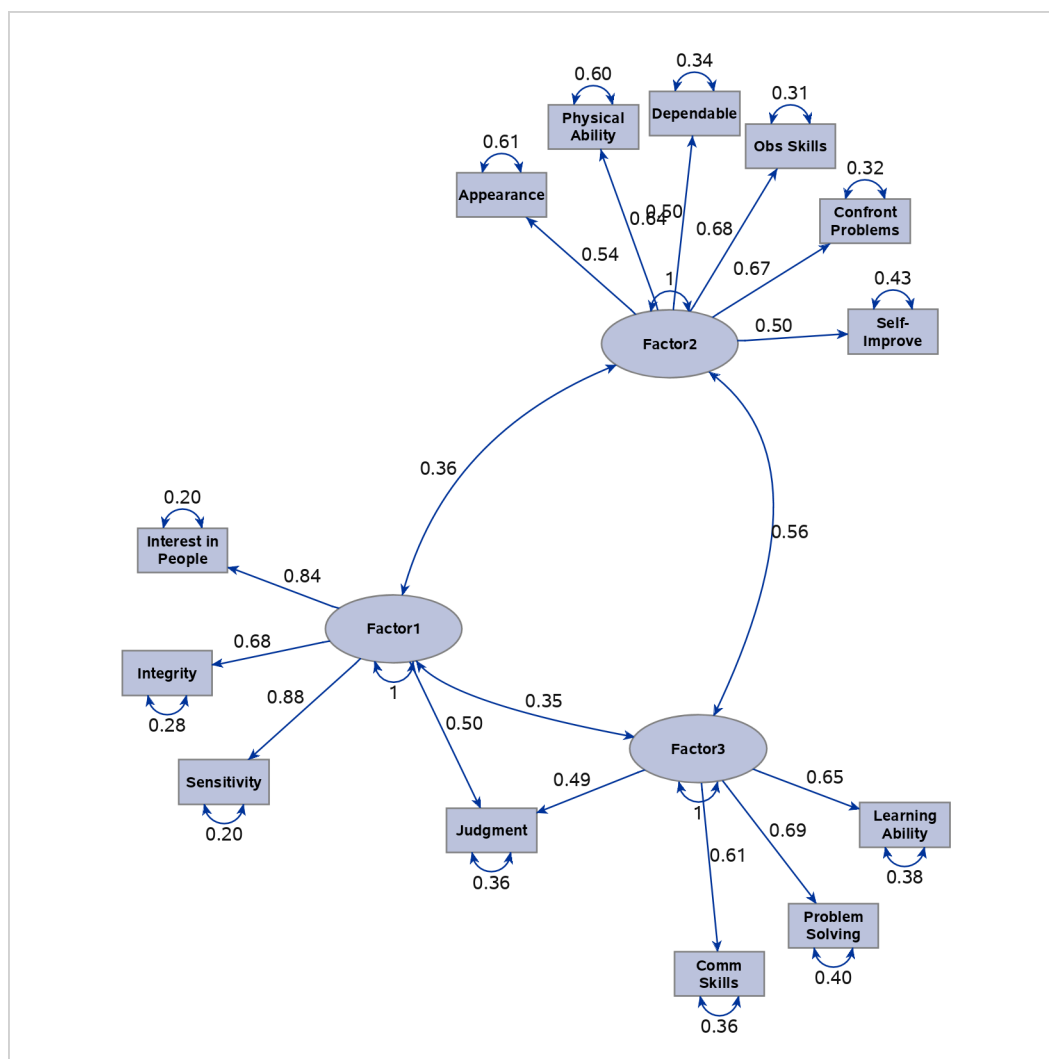 0.34
0.60
Dependable
0.31
Physical
Ability
Obs Skills
0.61
0.32
Appearance
Confront
Problems
0.64
0.50
0.68
0.54
0.67
1
0.43
0.50
Self-
Improve
Factor2
0.36
0.56
0.20
Interest in
People
0.84
Factor1
0.68
Integrity
0.28
0.88
1
0.35
0.50
Factor3
Sensitivity
0.20
0.49
0.65
1
Judgment
0.36
0.69
Learning
Ability
0.61
0.38
Problem
Solving
Comm
Skills
0.40
0.36